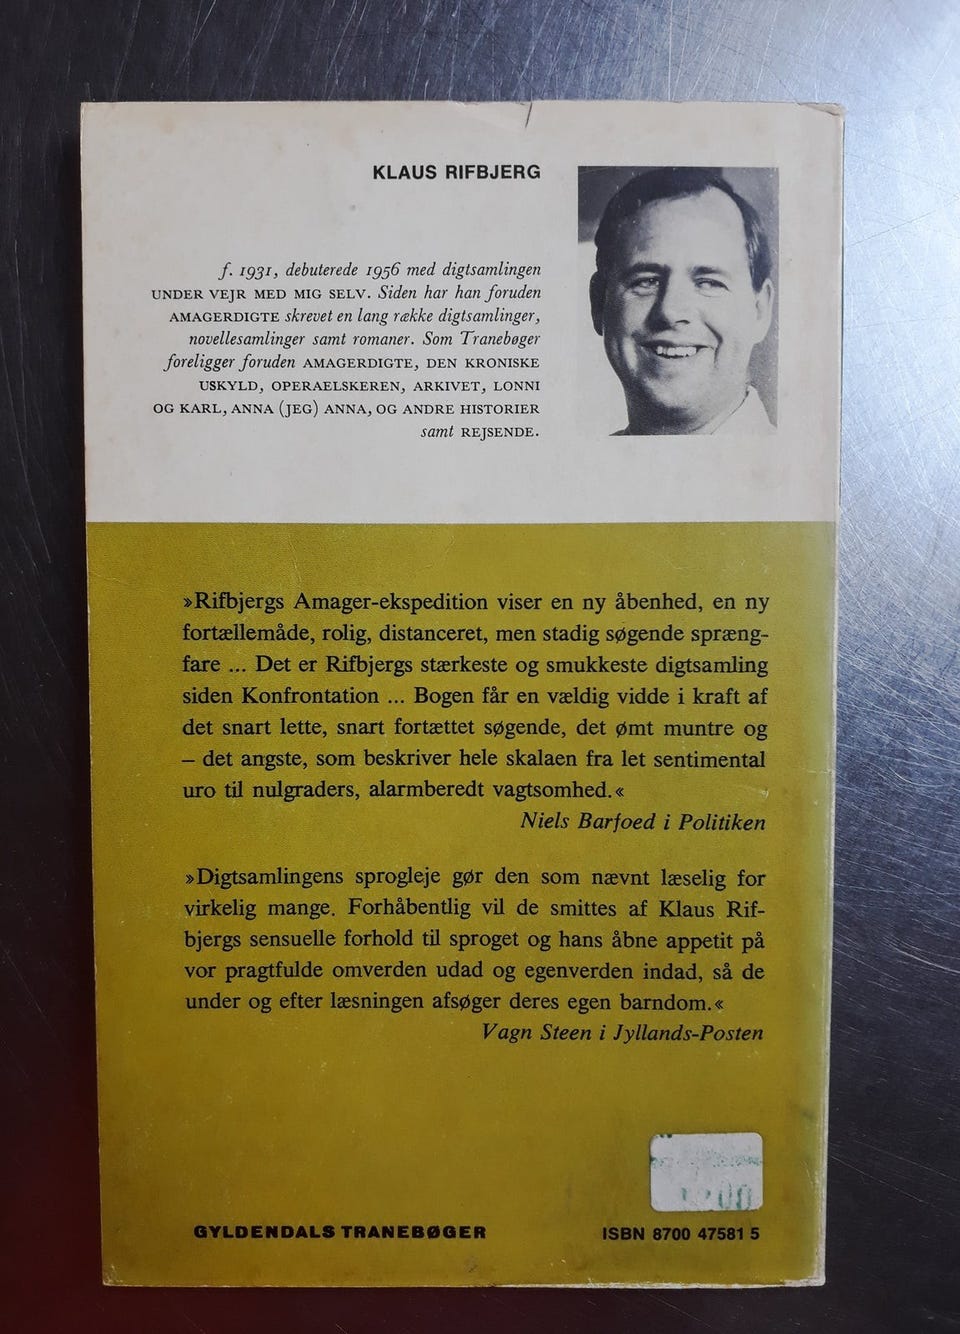 KLAUS RIFBJERG
f. 1931, debuterede 1956 med digtsamlingen
UNDER VEJR MED MIG SELV. Siden har han foruden
AMAGERDIGTE skrevet en lang række digtsamlinger,
novellesamlinger samt romaner. Som Tranebøger
foreligger foruden AMAGERDIGTE, DEN KRONISKE
USKYLD, OPERAELSKEREN, ARKIVET, LONNI
OG KARL, ANNA (JEG) ANNA, OG ANDRE HISTORIER
samt REJSENDE.
»Rifbjergs Amager-ekspedition viser en ny åbenhed, en ny
fortællemåde, rolig, distanceret, men stadig søgende spræng-
fare ... Det er Rifbjergs stærkeste og smukkeste digtsamling
siden Konfrontation ... Bogen får en vældig vidde i kraft af
det snart lette, snart fortættet søgende, det ømt muntre og
– det angste, som beskriver hele skalaen fra let sentimental
uro til nulgraders, alarmberedt vagtsomhed.«
Niels Barfoed i Politiken
»Digtsamlingens sprogleje gør den som nævnt læselig for
virkelig mange. Forhåbentlig vil de smittes af Klaus Rif-
bjergs sensuelle forhold til sproget og hans åbne appetit på
vor pragtfulde omverden udad og egenverden indad, så de
under og efter læsningen afsøger deres egen barndom.«
Vagn Steen i Jyllands-Posten
GYLDENDALS TRANEBØGER
ISBN 8700 47581 5